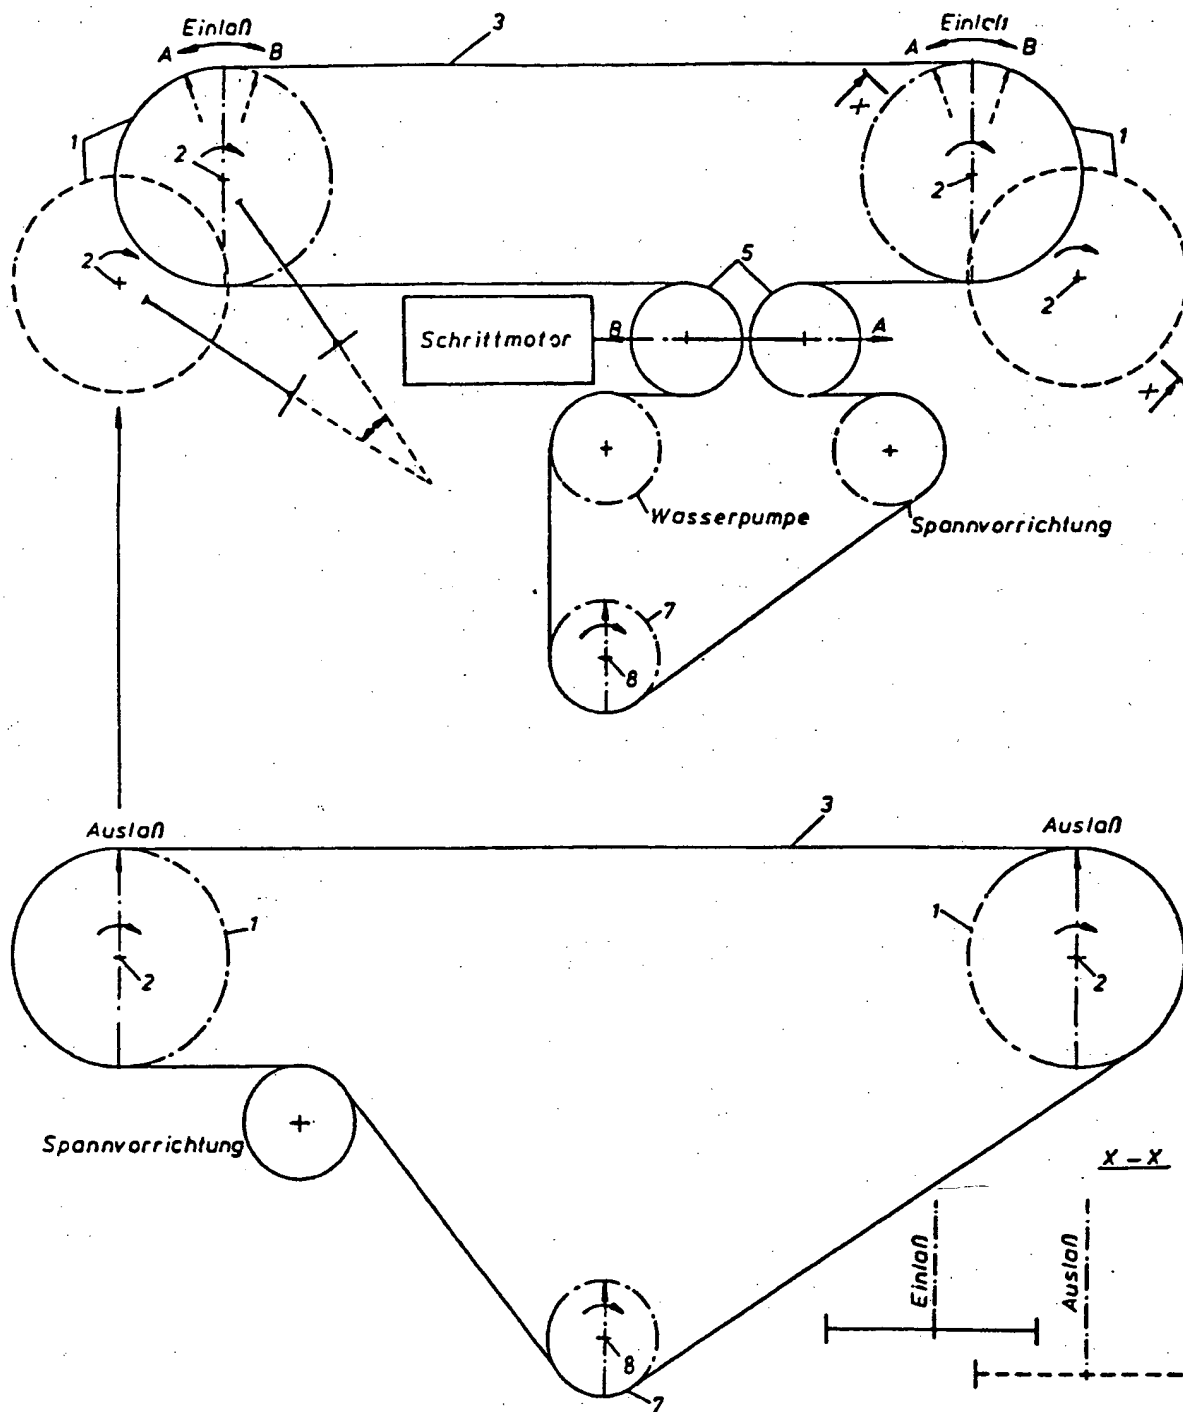 Einlaß
A B
3
Einlaß
A B
1
2
2
1
2
2
x
x
5
Schrittmotor
B
A
Wasserpumpe
Spannvorrichtung
7
8
Auslaß
3
Auslaß
1
2
1
2
Spannvorrichtung
X – X
Einlaß
Auslaß
8
7